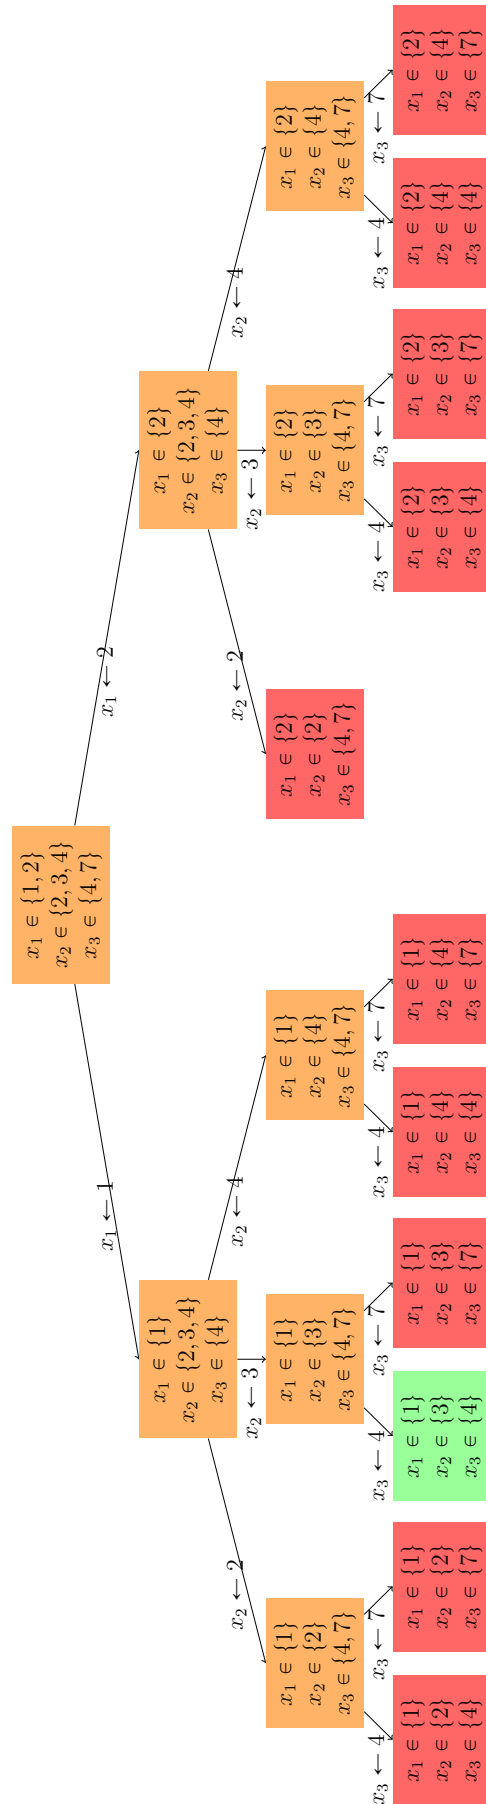 x₁ ∈ {1, 2}
x₂ ∈ {2, 3, 4}
x₃ ∈ {4, 7}
x₁ ← 1
x₁ ← 2
x₁ ∈ {1}
x₂ ∈ {2, 3, 4}
x₃ ∈ {4}
x₁ ∈ {2}
x₂ ∈ {2, 3, 4}
x₃ ∈ {4}
x₂ ← 2
x₂ ← 3
x₂ ← 4
x₂ ← 2
x₂ ← 3
x₂ ← 4
x₁ ∈ {1}
x₂ ∈ {2}
x₃ ∈ {4, 7}
x₁ ∈ {1}
x₂ ∈ {3}
x₃ ∈ {4, 7}
x₁ ∈ {1}
x₂ ∈ {4}
x₃ ∈ {4, 7}
x₁ ∈ {2}
x₂ ∈ {2}
x₃ ∈ {4, 7}
x₁ ∈ {2}
x₂ ∈ {3}
x₃ ∈ {4, 7}
x₁ ∈ {2}
x₂ ∈ {4}
x₃ ∈ {4, 7}
x₃ ← 4
x₃ ← 7
x₃ ← 4
x₃ ← 7
x₃ ← 4
x₃ ← 7
x₃ ← 4
x₃ ← 7
x₃ ← 4
x₃ ← 7
x₁ ∈ {1}
x₂ ∈ {2}
x₃ ∈ {4}
x₁ ∈ {1}
x₂ ∈ {2}
x₃ ∈ {7}
x₁ ∈ {1}
x₂ ∈ {3}
x₃ ∈ {4}
x₁ ∈ {1}
x₂ ∈ {3}
x₃ ∈ {7}
x₁ ∈ {1}
x₂ ∈ {4}
x₃ ∈ {4}
x₁ ∈ {1}
x₂ ∈ {4}
x₃ ∈ {7}
x₁ ∈ {2}
x₂ ∈ {3}
x₃ ∈ {4}
x₁ ∈ {2}
x₂ ∈ {3}
x₃ ∈ {7}
x₁ ∈ {2}
x₂ ∈ {4}
x₃ ∈ {4}
x₁ ∈ {2}
x₂ ∈ {4}
x₃ ∈ {7}